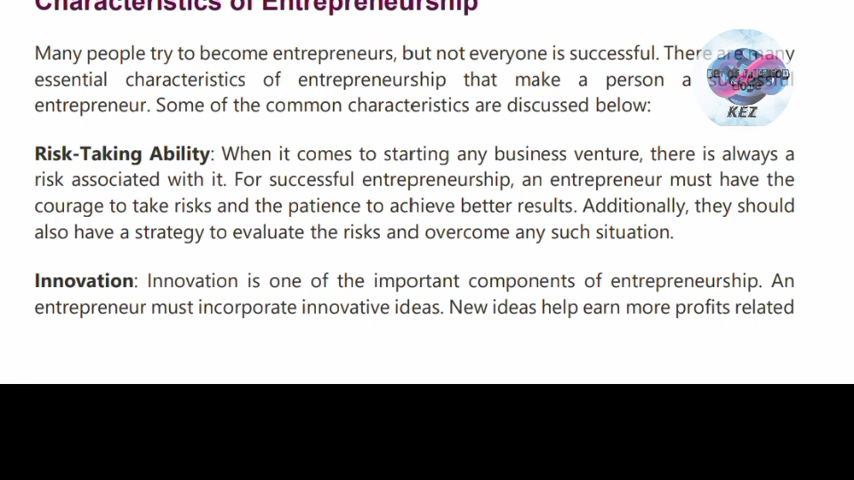 Characteristics of Entrepreneurship
Many people try to become entrepreneurs, but not everyone is successful. There are many
essential characteristics of entrepreneurship that make a person a successful
entrepreneur. Some of the common characteristics are discussed below:
KEZ
Risk-Taking Ability: When it comes to starting any business venture, there is always a
risk associated with it. For successful entrepreneurship, an entrepreneur must have the
courage to take risks and the patience to achieve better results. Additionally, they should
also have a strategy to evaluate the risks and overcome any such situation.
Innovation: Innovation is one of the important components of entrepreneurship. An
entrepreneur must incorporate innovative ideas. New ideas help earn more profits related